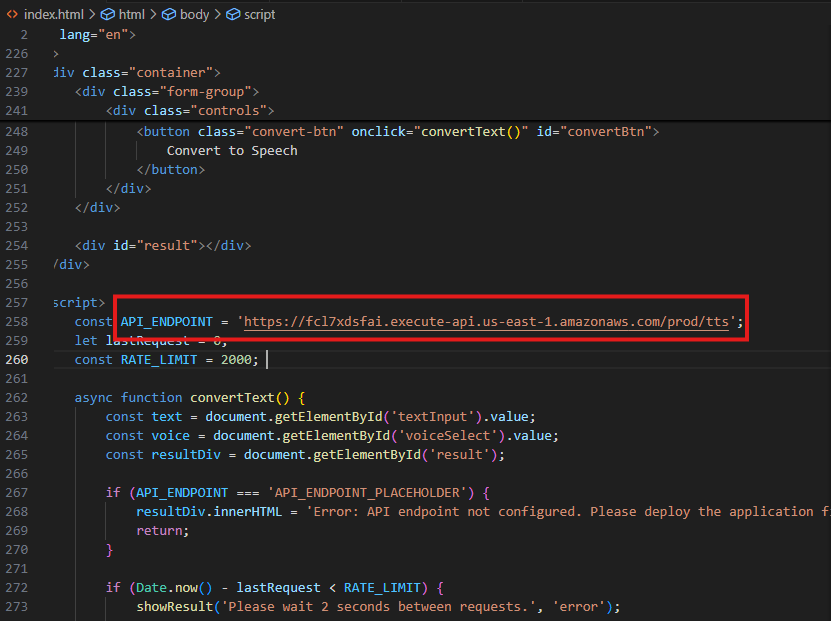 <> index.html > html > body > script
2 lang="en">
226 >
227 div class="container">
239 <div class="form-group">
241 <div class="controls">
248 <button class="convert-btn" onclick="convertText()" id="convertBtn">
249 Convert to Speech
250 </button>
251 </div>
252 </div>
253
254 <div id="result"></div>
255 /div>
256
257 script>
258 const API_ENDPOINT = 'https://fcl7xdsfai.execute-api.us-east-1.amazonaws.com/prod/tts';
259 let lastRequest = 0;
260 const RATE_LIMIT = 2000;
261
262 async function convertText() {
263 const text = document.getElementById('textInput').value;
264 const voice = document.getElementById('voiceSelect').value;
265 const resultDiv = document.getElementById('result');
266
267 if (API_ENDPOINT === 'API_ENDPOINT_PLACEHOLDER') {
268 resultDiv.innerHTML = 'Error: API endpoint not configured. Please deploy the application f
269 return;
270 }
271
272 if (Date.now() - lastRequest < RATE_LIMIT) {
273 showResult('Please wait 2 seconds between requests.', 'error');